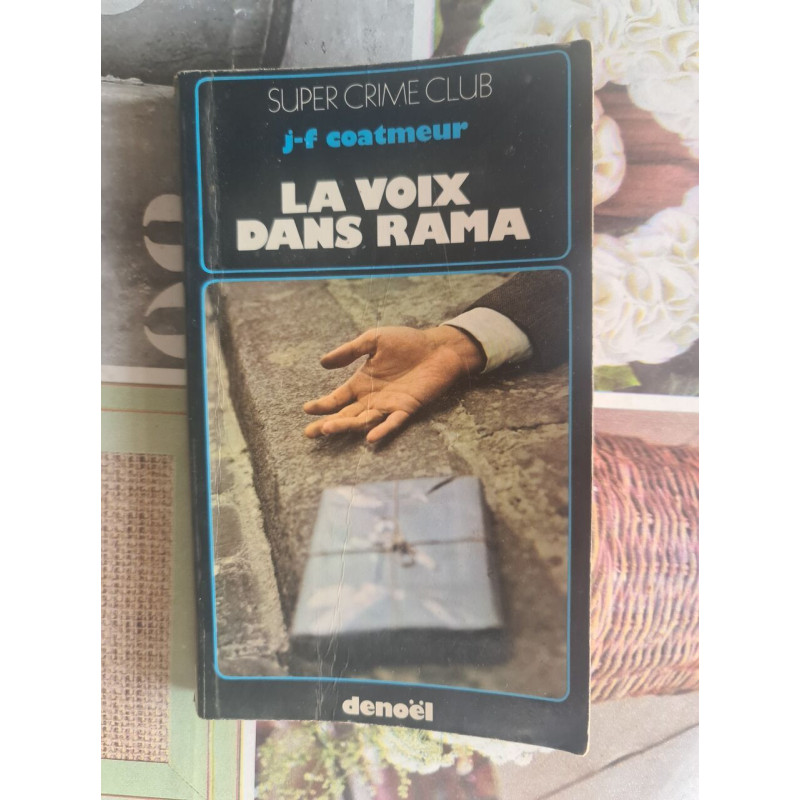 SUPER CRIME CLUB
j-f coatmeur
LA VOIX
DANS RAMA
denoël